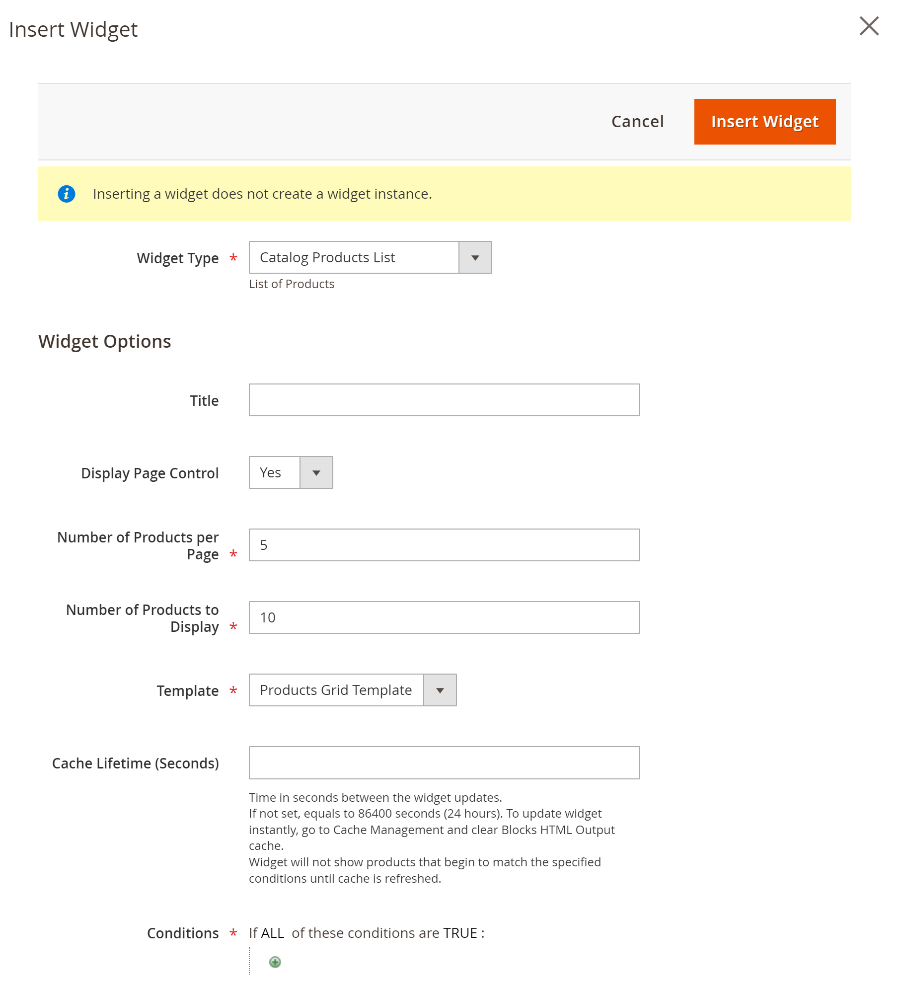 Insert Widget
Cancel
Insert Widget
Inserting a widget does not create a widget instance.
Widget Type * Catalog Products List
List of Products
Widget Options
Title
Display Page Control Yes
Number of Products per
Page * 5
Number of Products to
Display * 10
Template * Products Grid Template
Cache Lifetime (Seconds)
Time in seconds between the widget updates.
If not set, equals to 86400 seconds (24 hours). To update widget
instantly, go to Cache Management and clear Blocks HTML Output
cache.
Widget will not show products that begin to match the specified
conditions until cache is refreshed.
Conditions * If ALL of these conditions are TRUE :